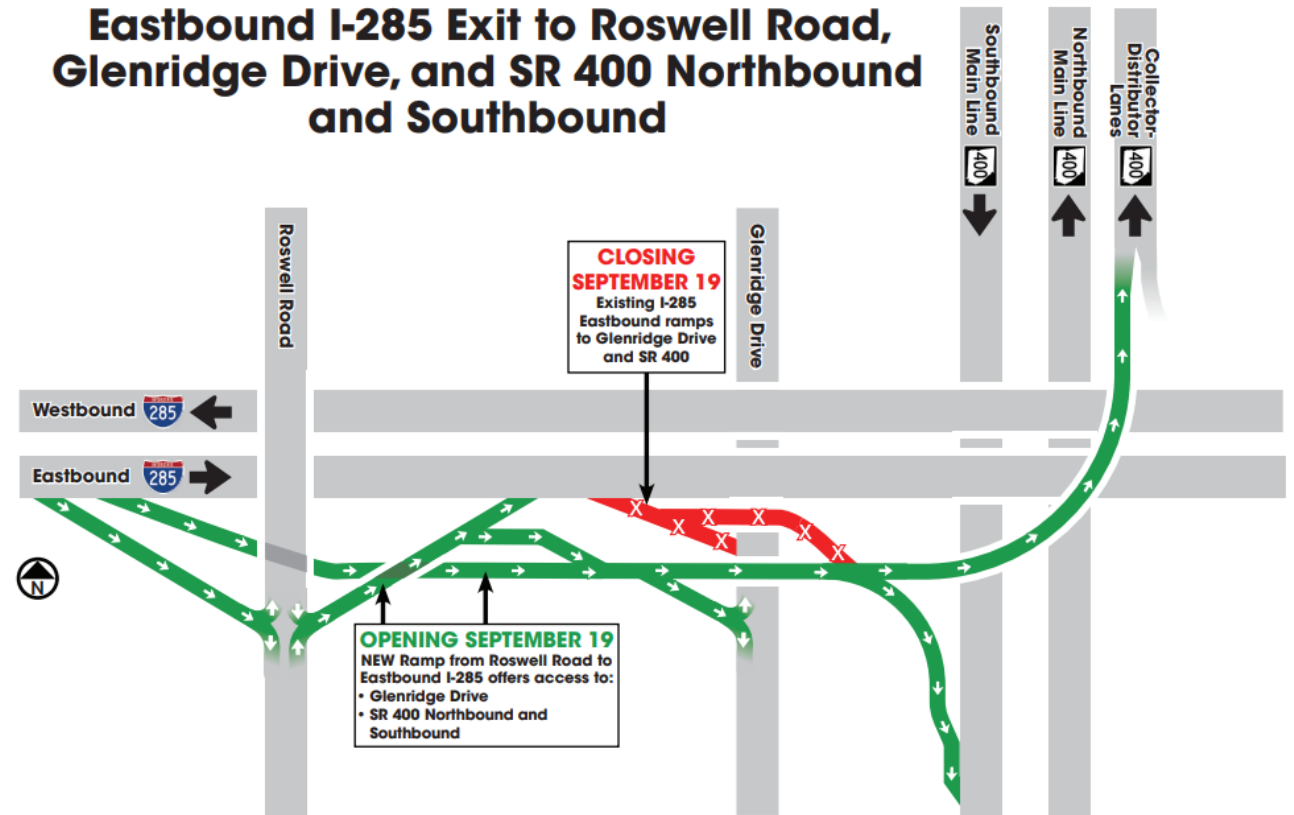 Eastbound I-285 Exit to Roswell Road,
Glenridge Drive, and SR 400 Northbound
and Southbound
Southbound
Main Line
400
Northbound
Main Line
400
Collector-
Distributor
Lanes
400
Roswell Road
CLOSING
SEPTEMBER 19
Existing I-285
Eastbound ramps
to Glenridge Drive
and SR 400
Glenridge Drive
Westbound 285
Eastbound 285
X X X X X X X
N
OPENING SEPTEMBER 19
NEW Ramp from Roswell Road to
Eastbound I-285 offers access to:
• Glenridge Drive
• SR 400 Northbound and
Southbound